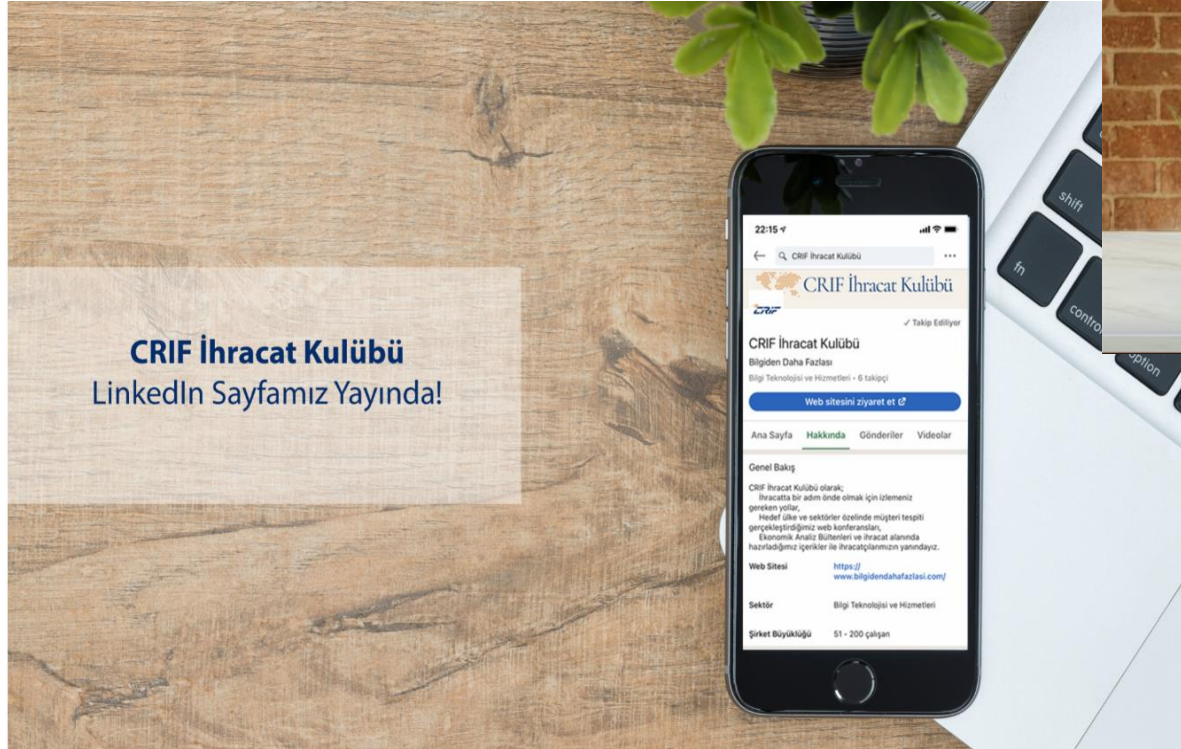 CRIF İhracat Kulübü
LinkedIn Sayfamız Yayında!
22:15
CRIF İhracat Kulübü
CRIF İhracat Kulübü
CRIF
✓ Takip Ediliyor
CRIF İhracat Kulübü
Bilgiden Daha Fazlası
Bilgi Teknolojisi ve Hizmetleri • 6 takipçi
Web sitesini ziyaret et
Ana Sayfa Hakkında Gönderiler Videolar
Genel Bakış
CRIF İhracat Kulübü olarak;
İhracatta bir adım önde olmak için izlemeniz
gereken yollar,
Hedef ülke ve sektörler özelinde müşteri tespiti
gerçekleştirdiğimiz web konferansları,
Ekonomik Analiz Bültenleri ve ihracat alanında
hazırladığımız içerikler ile ihracatçılarımızın yanındayız.
Web Sitesi https://
www.bilgidendahafazlasi.com/
Sektör Bilgi Teknolojisi ve Hizmetleri
Şirket Büyüklüğü 51 - 200 çalışan
shift
fn
control
option